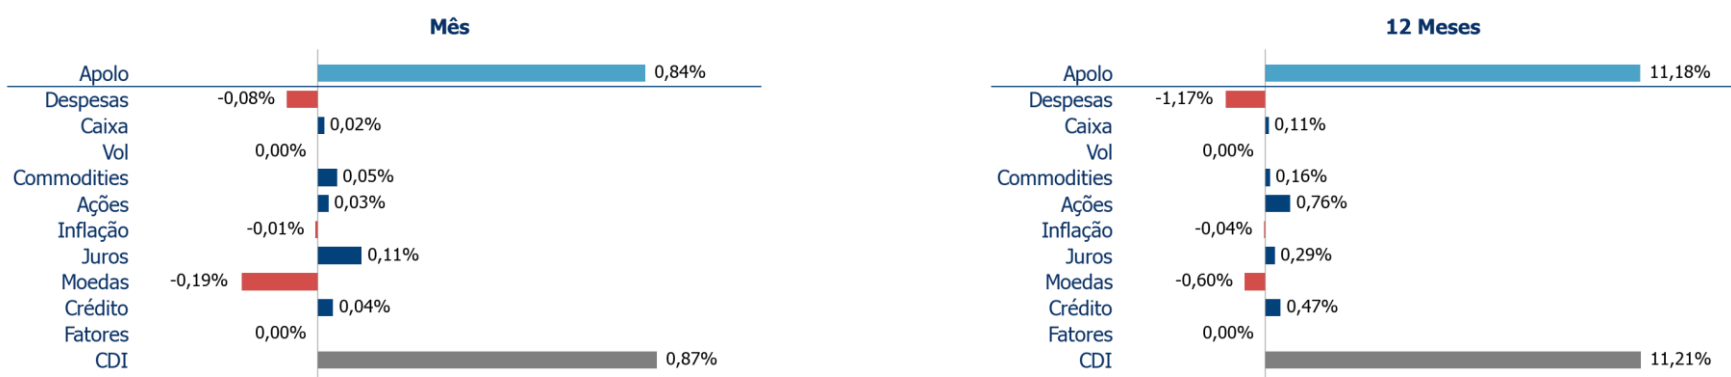 Mês
Apolo 0,84%
Despesas -0,08%
Caixa 0,02%
Vol 0,00%
Commodities 0,05%
Ações 0,03%
Inflação -0,01%
Juros 0,11%
Moedas -0,19%
Crédito 0,04%
Fatores 0,00%
CDI 0,87%
12 Meses
Apolo 11,18%
Despesas -1,17%
Caixa 0,11%
Vol 0,00%
Commodities 0,16%
Ações 0,76%
Inflação -0,04%
Juros 0,29%
Moedas -0,60%
Crédito 0,47%
Fatores 0,00%
CDI 11,21%